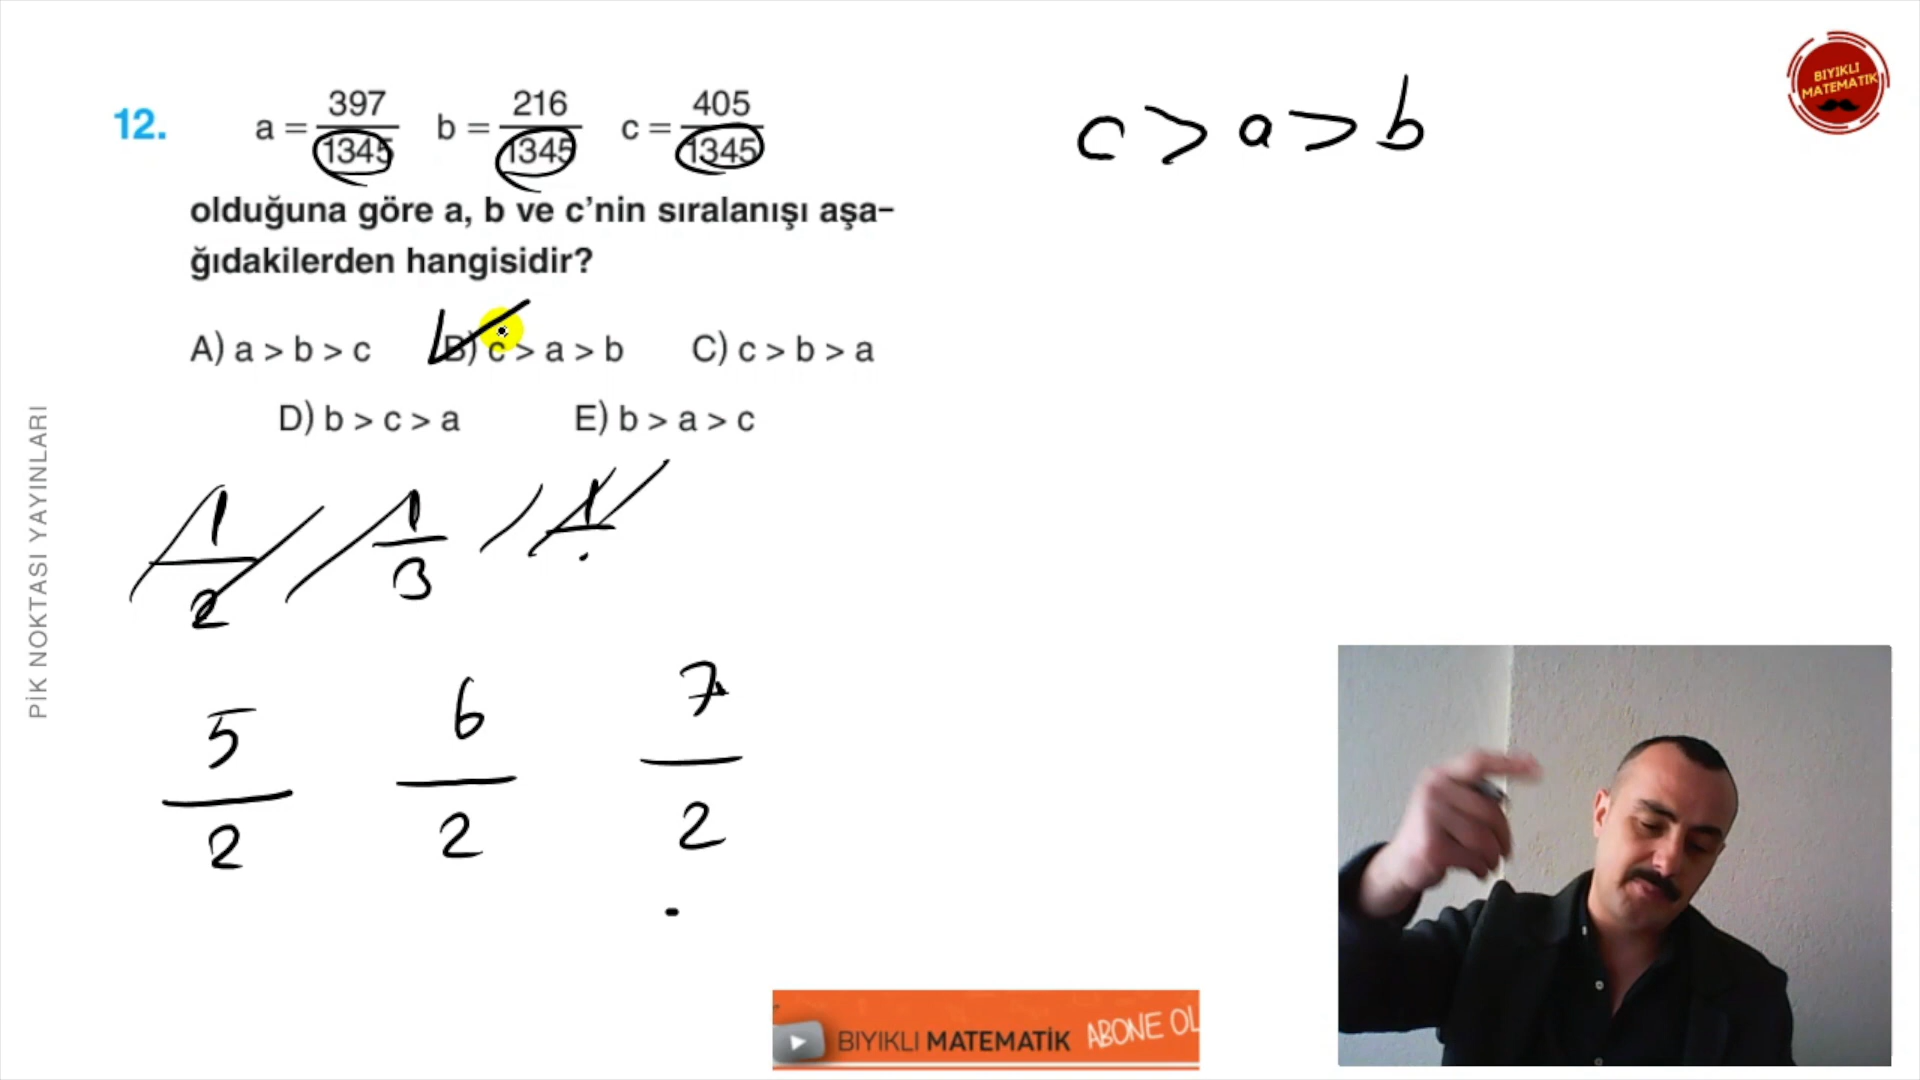 12. a = 397/1345 b = 216/1345 c = 405/1345
olduğuna göre a, b ve c’nin sıralanışı aşa-
ğıdakilerden hangisidir?
A) a > b > c B) c > a > b C) c > b > a
D) b > c > a E) b > a > c
c > a > b
1/2 1/3 1
5/2 6/2 7/2
PİK NOKTASI YAYINLARI
BIYIKLI
MATEMATİK
BIYIKLI MATEMATİK ABONE OL